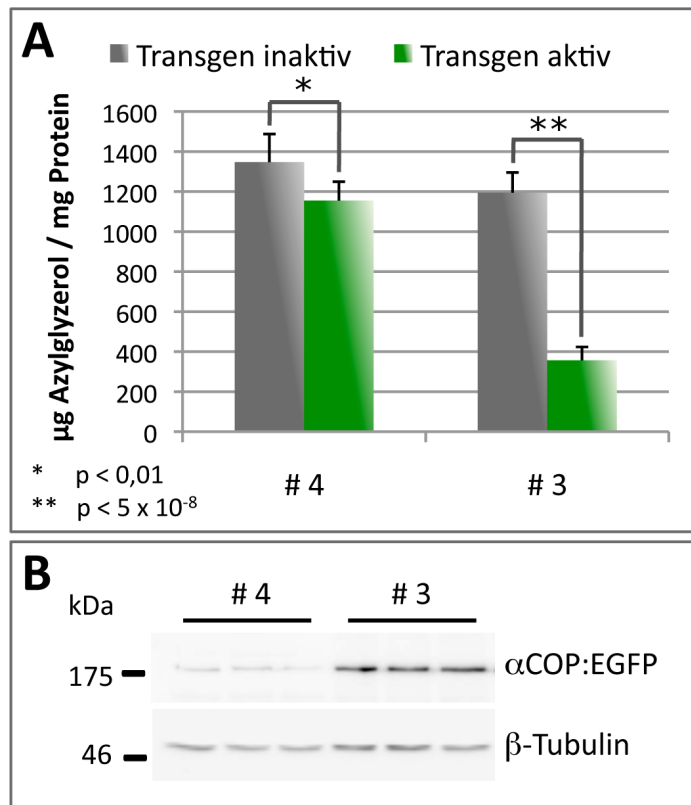 A
Transgen inaktiv
Transgen aktiv
*
**
µg Azylglyzerol / mg Protein
1600
1400
1200
1000
800
600
400
200
0
# 4
# 3
* p < 0,01
** p < 5 x 10⁻⁸
B
kDa
# 4
# 3
175
αCOP:EGFP
46
β-Tubulin